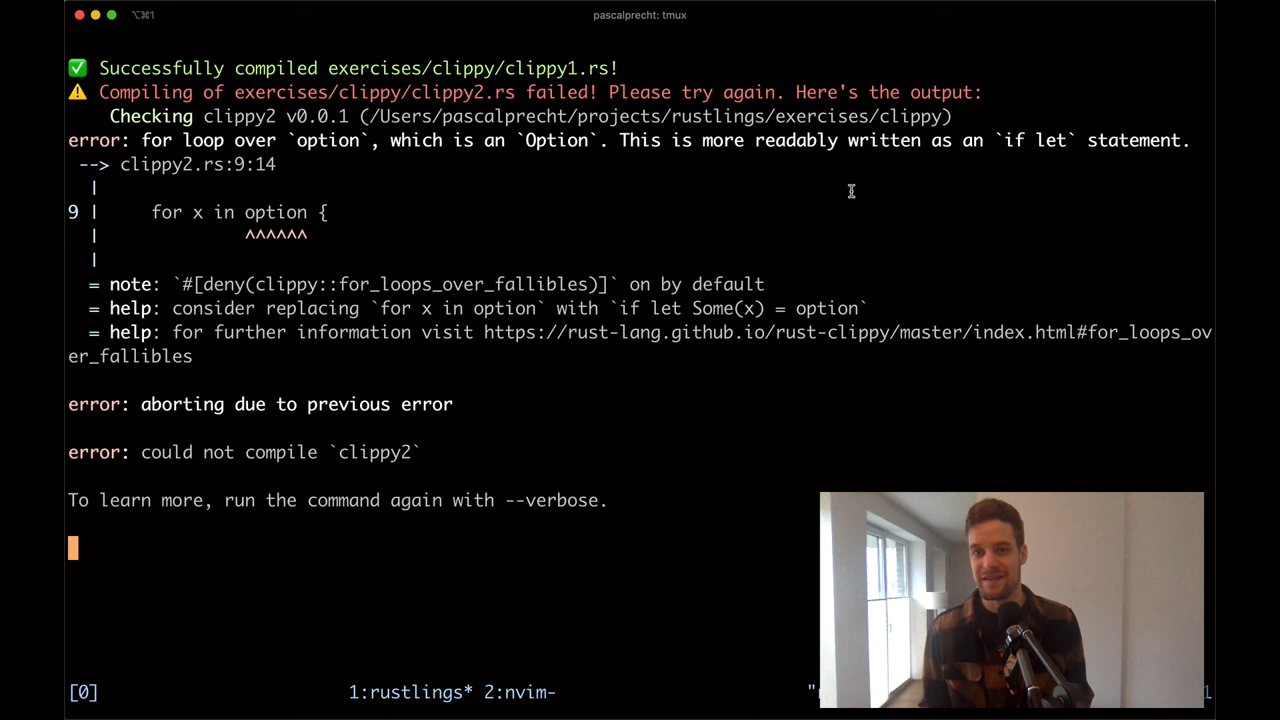 ⌥⌘1
pascalprecht: tmux
✅ Successfully compiled exercises/clippy/clippy1.rs!
⚠️ Compiling of exercises/clippy/clippy2.rs failed! Please try again. Here's the output:
Checking clippy2 v0.0.1 (/Users/pascalprecht/projects/rustlings/exercises/clippy)
error: for loop over `option`, which is an `Option`. This is more readably written as an `if let` statement.
--> clippy2.rs:9:14
|
9 | for x in option {
| ^^^^^^
|
= note: `#[deny(clippy::for_loops_over_fallibles)]` on by default
= help: consider replacing `for x in option` with `if let Some(x) = option`
= help: for further information visit https://rust-lang.github.io/rust-clippy/master/index.html#for_loops_ov
er_fallibles
error: aborting due to previous error
error: could not compile `clippy2`
To learn more, run the command again with --verbose.
[0] 1:rustlings* 2:nvim- "